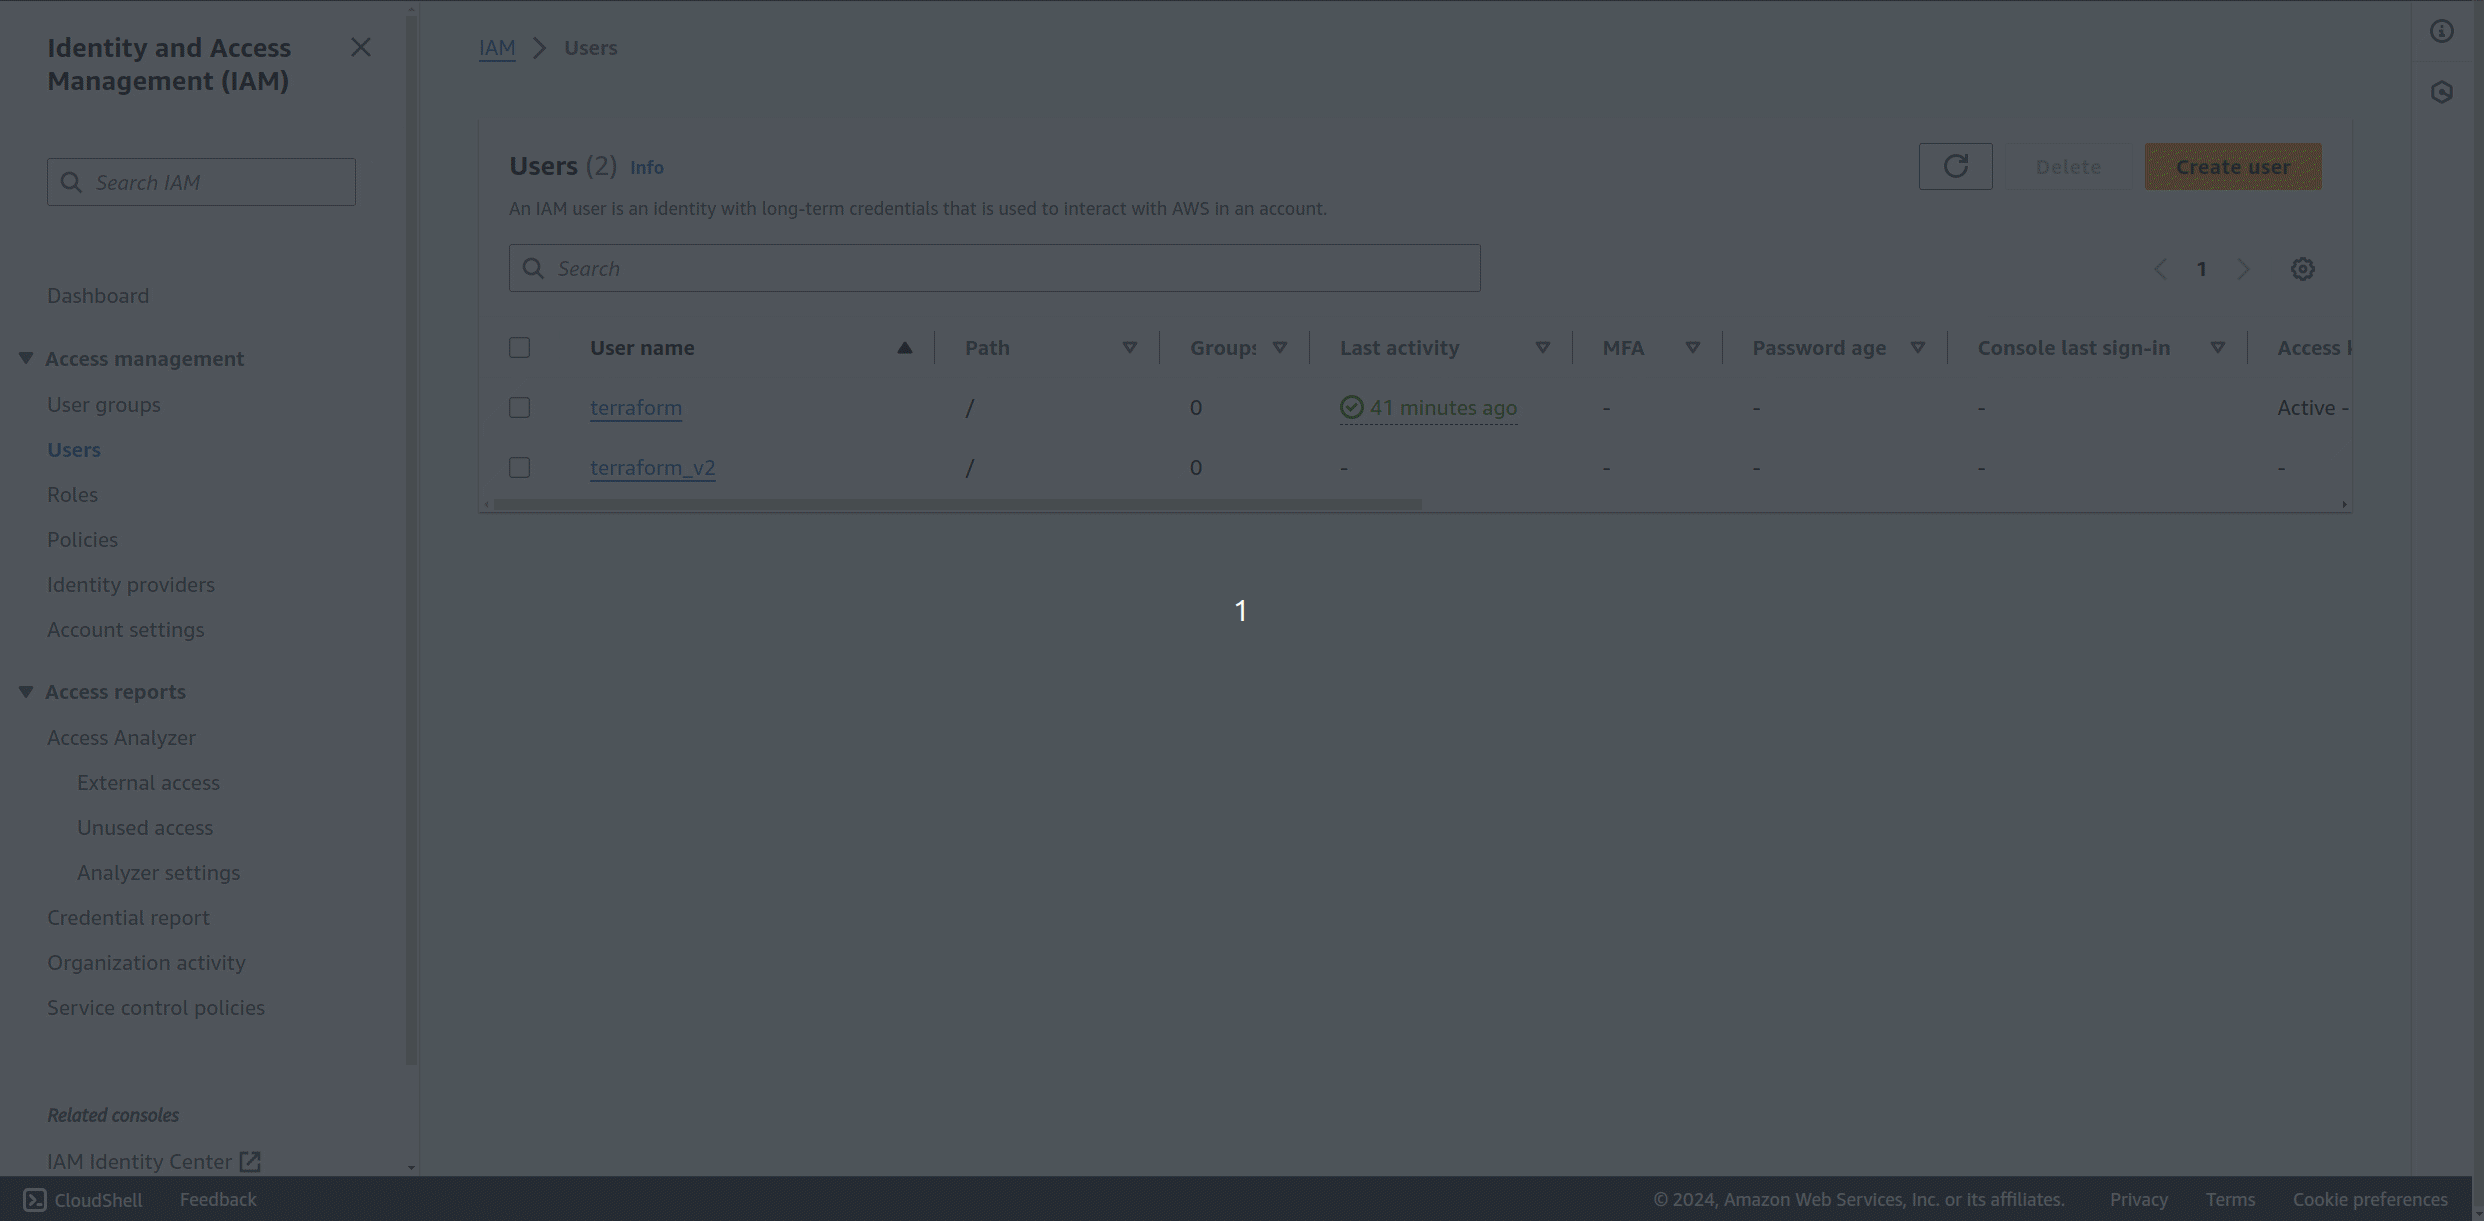 Identity and Access
Management (IAM)
Search IAM
Dashboard
Access management
User groups
Users
Roles
Policies
Identity providers
Account settings
Access reports
Access Analyzer
External access
Unused access
Analyzer settings
Credential report
Organization activity
Service control policies
Related consoles
IAM Identity Center
IAM > Users
Users (2) Info
Delete
Create user
An IAM user is an identity with long-term credentials that is used to interact with AWS in an account.
Search
1
User name Path Groups Last activity MFA Password age Console last sign-in Access
terraform / 0 41 minutes ago - - - Active -
terraform_v2 / 0 - - - - -
1
CloudShell Feedback © 2024, Amazon Web Services, Inc. or its affiliates. Privacy Terms Cookie preferences